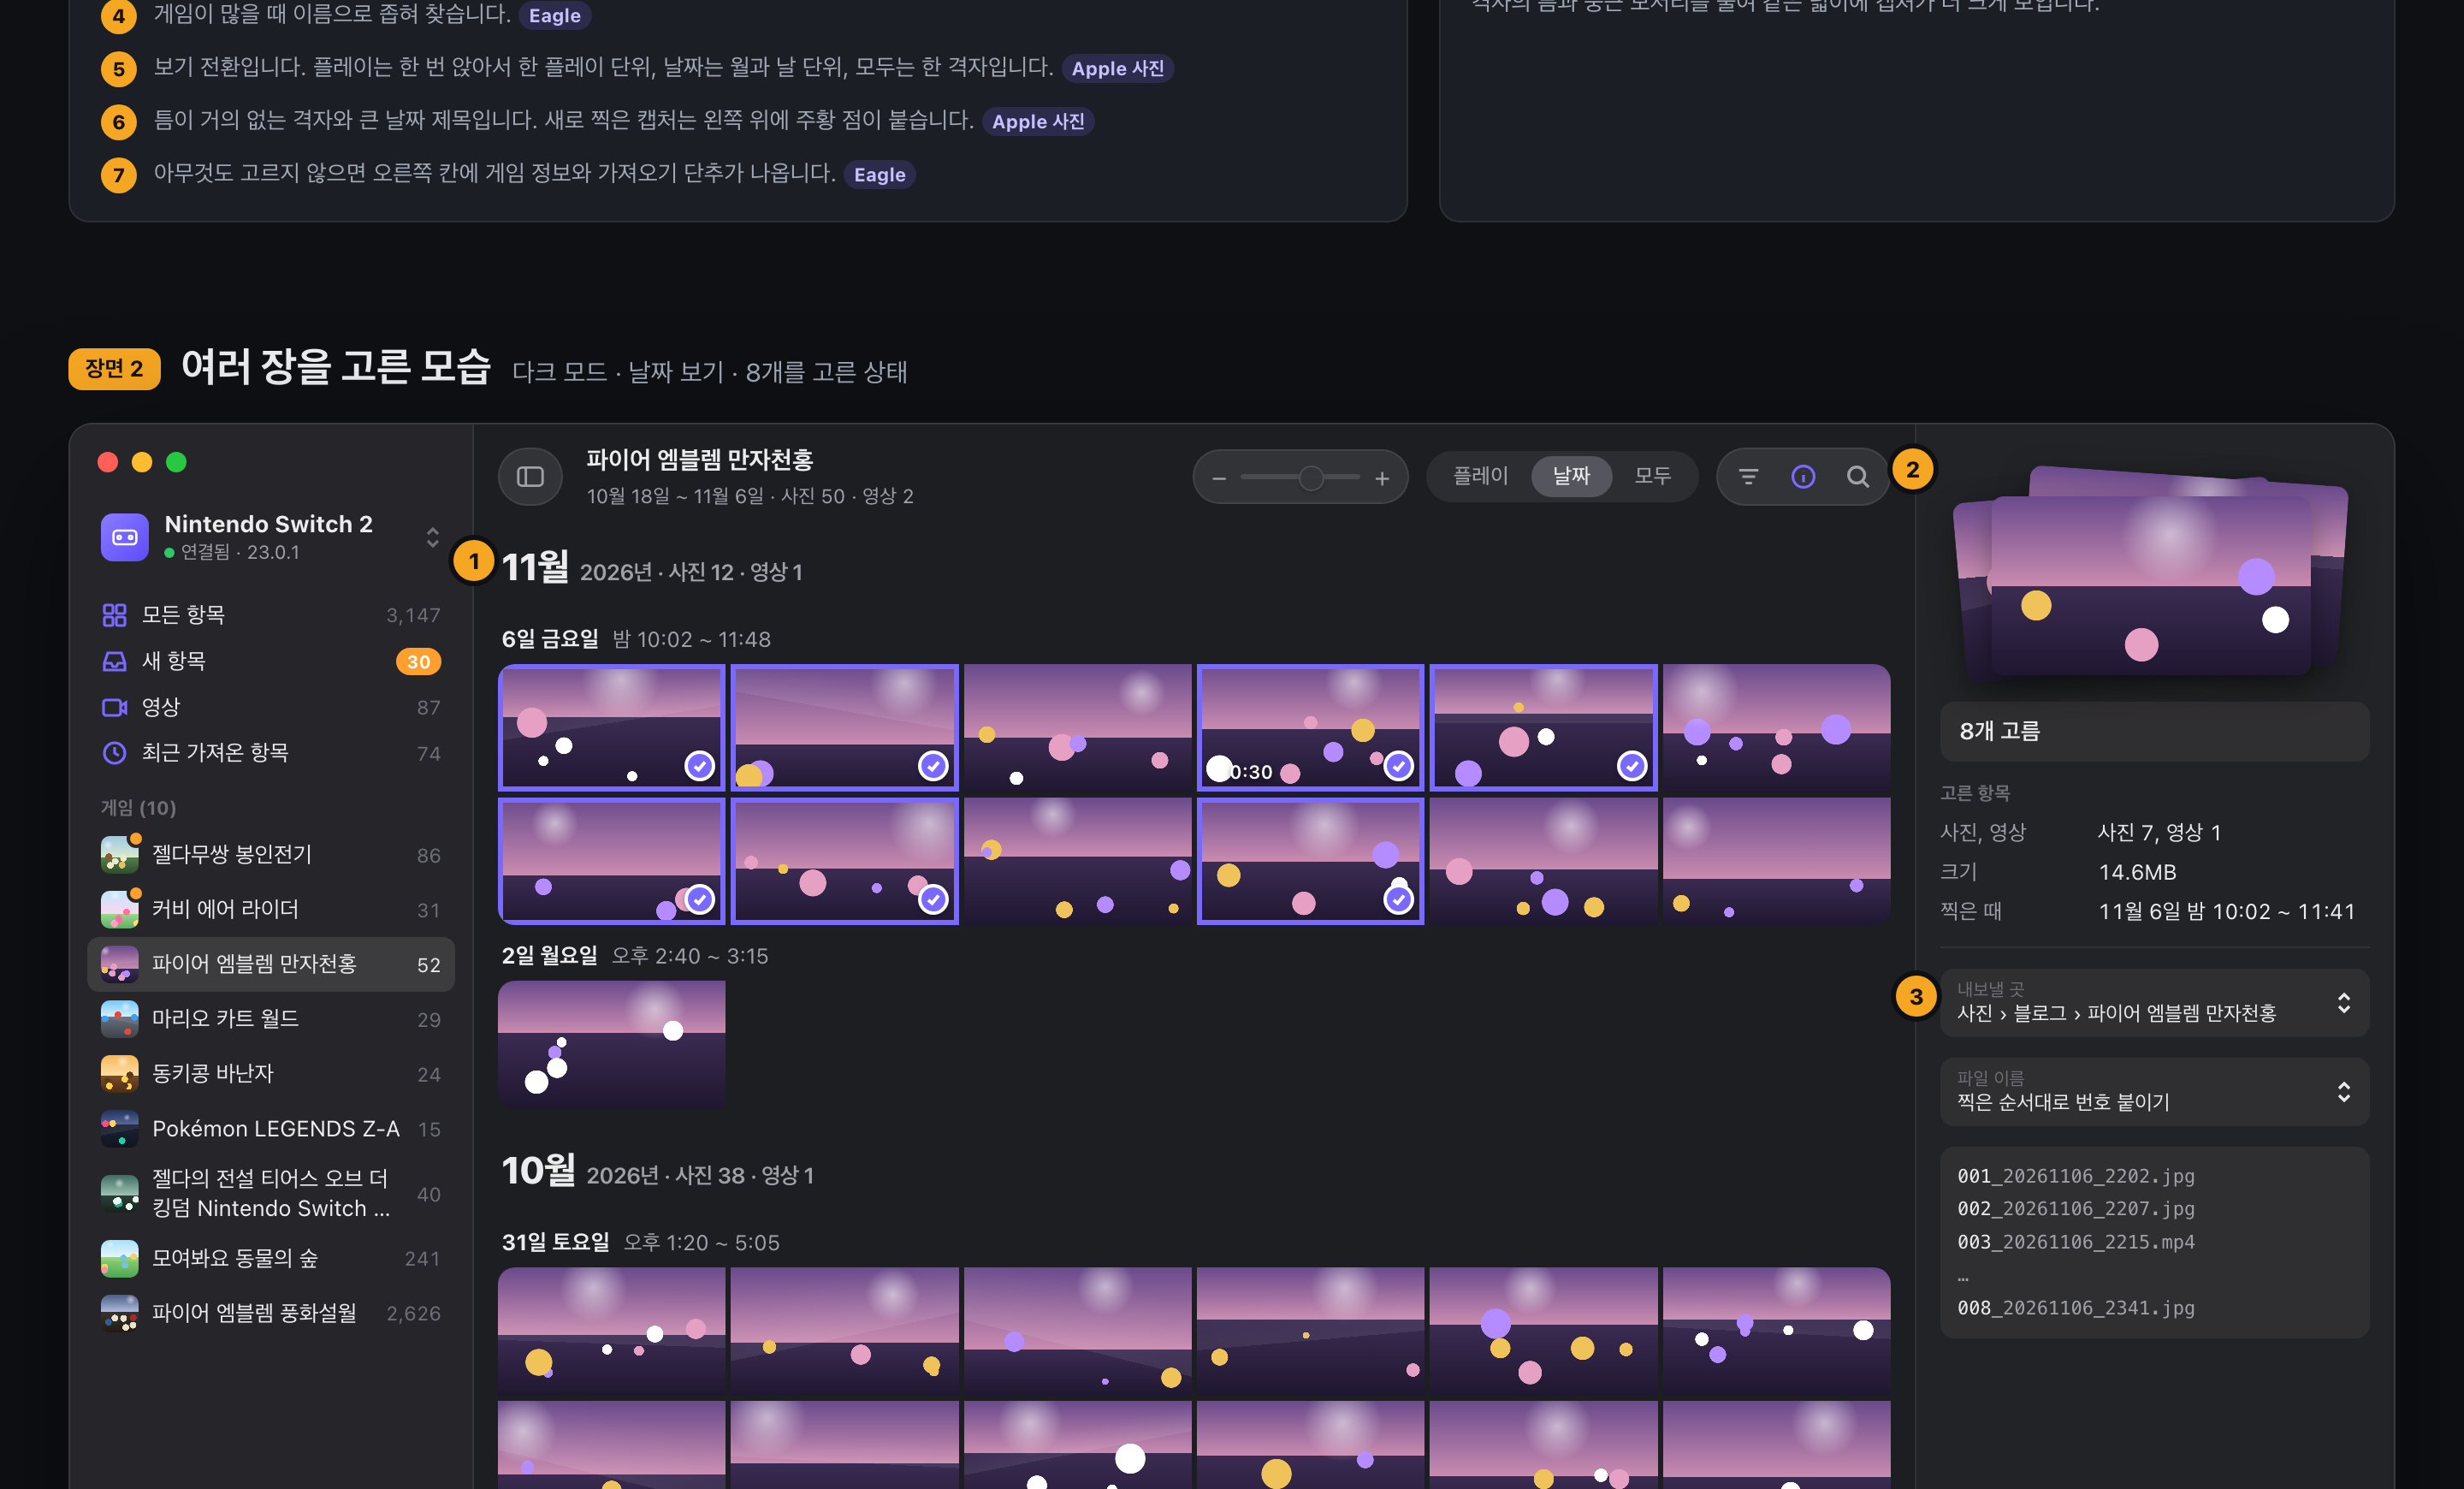 4 게임이 많을 때 이름으로 좁혀 찾습니다. Eagle
5 보기 전환입니다. 플레이는 한 번 앉아서 한 플레이 단위, 날짜는 월과 날 단위, 모두는 한 격자입니다. Apple 사진
6 틈이 거의 없는 격자와 큰 날짜 제목입니다. 새로 찍은 캡처는 왼쪽 위에 주황 점이 붙습니다. Apple 사진
7 아무것도 고르지 않으면 오른쪽 칸에 게임 정보와 가져오기 단추가 나옵니다. Eagle
장면 2 여러 장을 고른 모습 다크 모드 · 날짜 보기 · 8개를 고른 상태
Nintendo Switch 2
연결됨 · 23.0.1
모든 항목 3,147
새 항목 30
영상 87
최근 가져온 항목 74
게임 (10)
젤다무쌍 봉인전기 86
커비 에어 라이더 31
파이어 엠블렘 만자천홍 52
마리오 카트 월드 29
동키콩 바난자 24
Pokémon LEGENDS Z-A 15
젤다의 전설 티어스 오브 더
킹덤 Nintendo Switch ... 40
모여봐요 동물의 숲 241
파이어 엠블렘 풍화설월 2,626
파이어 엠블렘 만자천홍
10월 18일 ~ 11월 6일 · 사진 50 · 영상 2
− +
플레이 날짜 모두
2
1
11월 2026년 · 사진 12 · 영상 1
6일 금요일 밤 10:02 ~ 11:48
0:30
2일 월요일 오후 2:40 ~ 3:15
10월 2026년 · 사진 38 · 영상 1
31일 토요일 오후 1:20 ~ 5:05
8개 고름
고른 항목
사진, 영상 사진 7, 영상 1
크기 14.6MB
찍은 때 11월 6일 밤 10:02 ~ 11:41
3
내보낼 곳
사진 › 블로그 › 파이어 엠블렘 만자천홍
파일 이름
찍은 순서대로 번호 붙이기
001_20261106_2202.jpg
002_20261106_2207.jpg
003_20261106_2215.mp4
…
008_20261106_2341.jpg